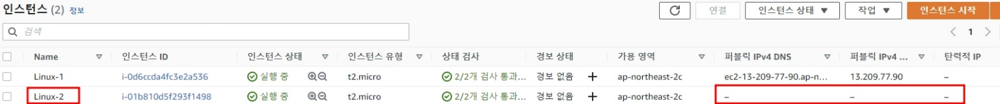 인스턴스 (2) 정보
연결 인스턴스 상태 ▼ 작업 ▼ 인스턴스 시작
검색
< 1 >
Name 인스턴스 ID 인스턴스 상태 인스턴스 유형 상태 검사 경보 상태 가용 영역 퍼블릭 IPv4 DNS 퍼블릭 IPv4 ... 탄력적 IP
Linux-1 i-0d6ccda4fc3e2a536 실행 중 t2.micro 2/2개 검사 통과... 경보 없음 + ap-northeast-2c ec2-13-209-77-90.ap-n... 13.209.77.90 –
Linux-2 i-01b810d5f293f1498 실행 중 t2.micro 2/2개 검사 통과... 경보 없음 + ap-northeast-2c – – –